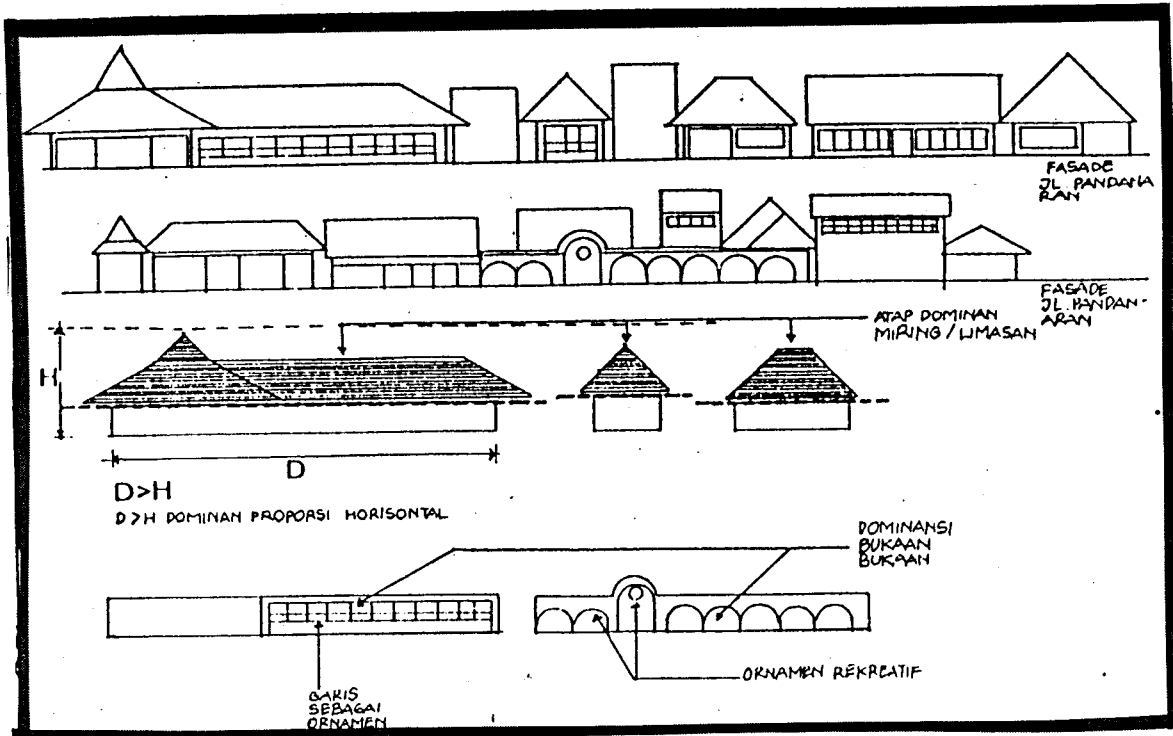 FASADE
JL. PANDANA
RAN
FASADE
JL. PANDAN-
ARAN
ATAP DOMINAN
MIRING / LIMASAN
H
D
D>H
D>H DOMINAN PROPORSI HORISONTAL
DOMINANSI
BUKAAN
BUKAAN
ORNAMEN REKREATIF
GARIS
SEBAGAI
ORNAMEN